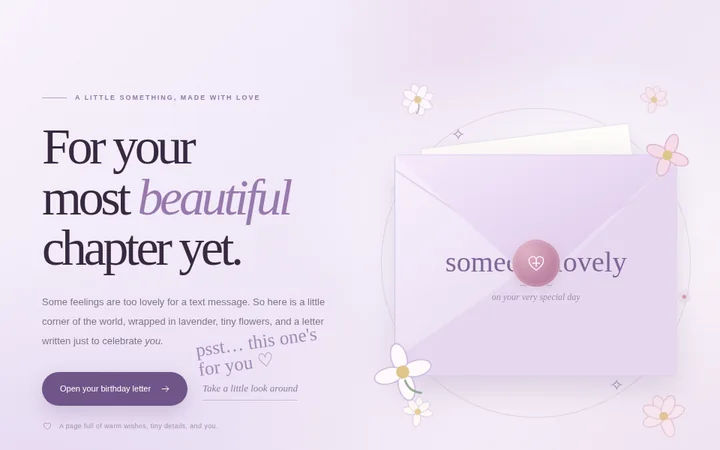 A LITTLE SOMETHING, MADE WITH LOVE
For your
most beautiful
chapter yet.
Some feelings are too lovely for a text message. So here is a little
corner of the world, wrapped in lavender, tiny flowers, and a letter
written just to celebrate you.
psst… this one's
for you ♡
Open your birthday letter →
Take a little look around
♡ A page full of warm wishes, tiny details, and you.
lovely
on your very special day